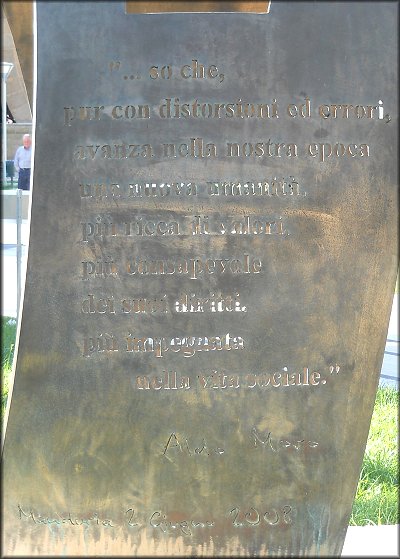 "... so che,
pur con distorsioni ed errori,
avanza nella nostra epoca
una nuova umanità,
più ricca di valori,
più consapevole
dei suoi diritti,
più impegnata
nella vita sociale."
Aldo Moro
Mentoria 2 Giugno 2008